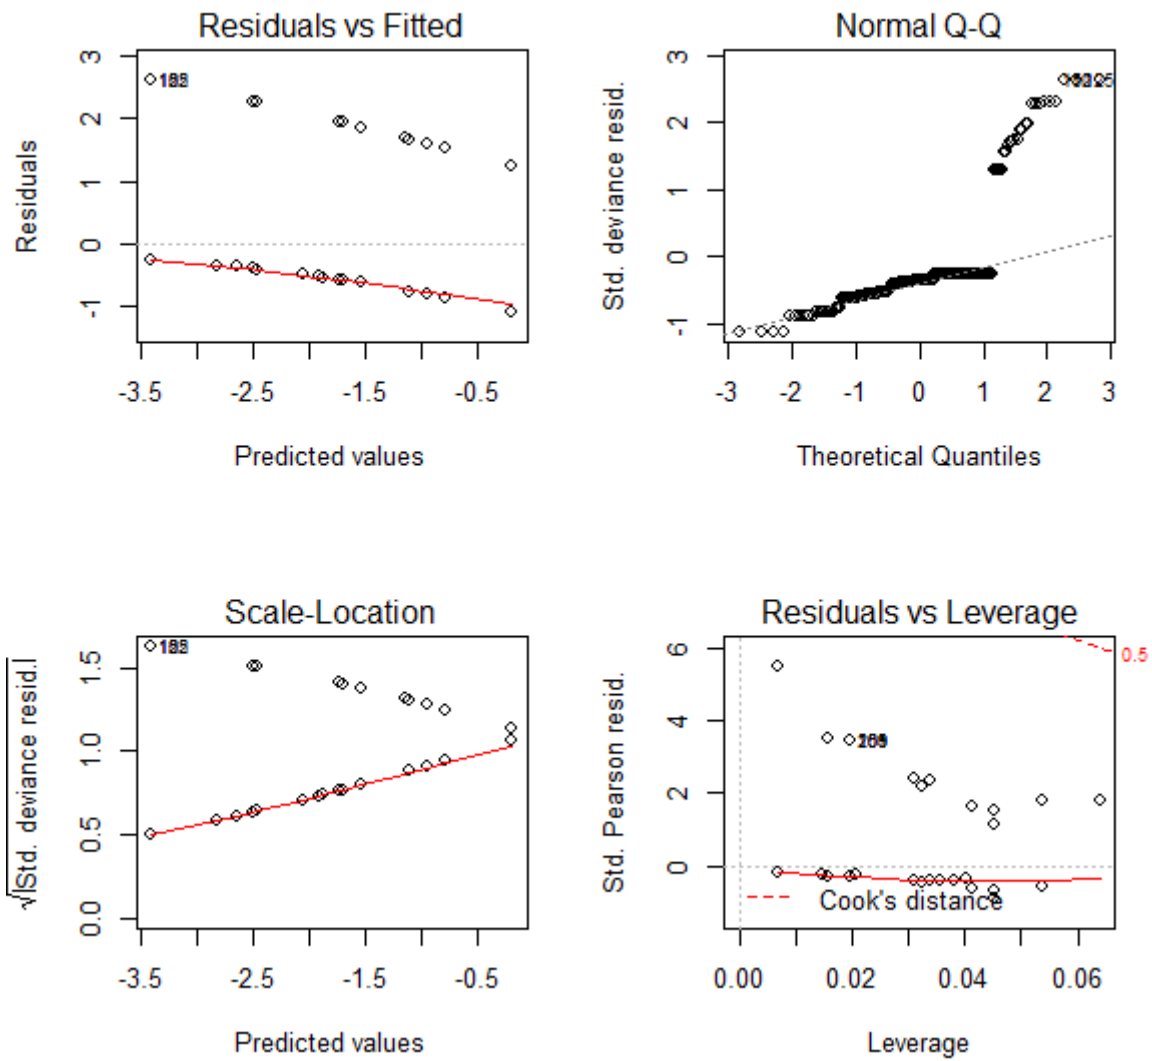 Residuals vs Fitted
Residuals
3
2
1
0
-1
-3.5 -2.5 -1.5 -0.5
Predicted values
Normal Q-Q
Std. deviance resid.
3
2
1
0
-1
-3 -2 -1 0 1 2 3
Theoretical Quantiles
Scale-Location
√|Std. deviance resid.|
1.5
1.0
0.5
0.0
-3.5 -2.5 -1.5 -0.5
Predicted values
Residuals vs Leverage
Std. Pearson resid.
6
4
2
0
0.5
Cook's distance
0.00 0.02 0.04 0.06
Leverage